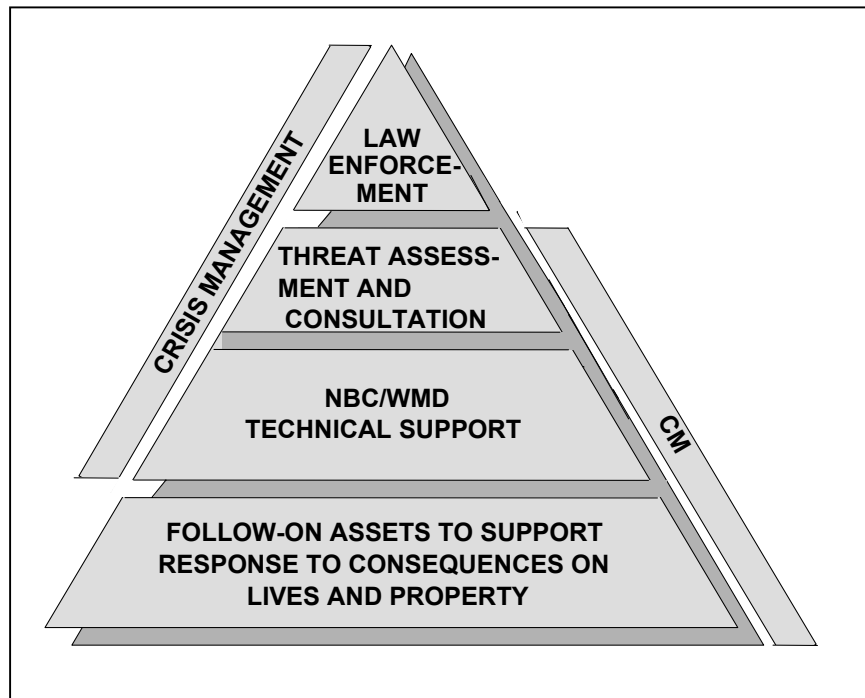 CRISIS MANAGEMENT
LAW
ENFORCE-
MENT
THREAT ASSESS-
MENT AND
CONSULTATION
NBC/WMD
TECHNICAL SUPPORT
CM
FOLLOW-ON ASSETS TO SUPPORT
RESPONSE TO CONSEQUENCES ON
LIVES AND PROPERTY